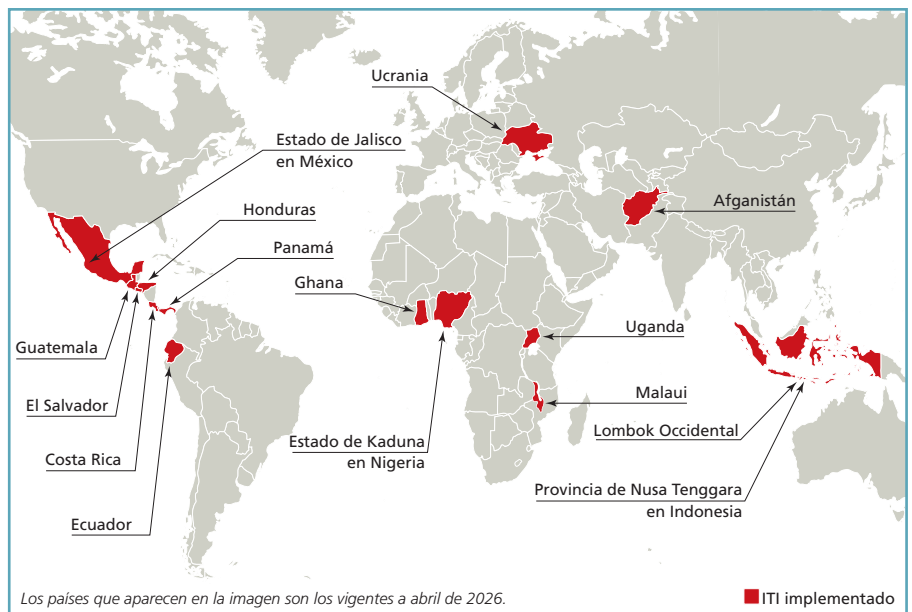 Ucrania
Estado de Jalisco
en México
Afganistán
Honduras
Panamá
Ghana
Uganda
Guatemala
Malaui
El Salvador
Lombok Occidental
Estado de Kaduna
en Nigeria
Costa Rica
Provincia de Nusa Tenggara
en Indonesia
Ecuador
Los países que aparecen en la imagen son los vigentes a abril de 2026.
ITI implementado